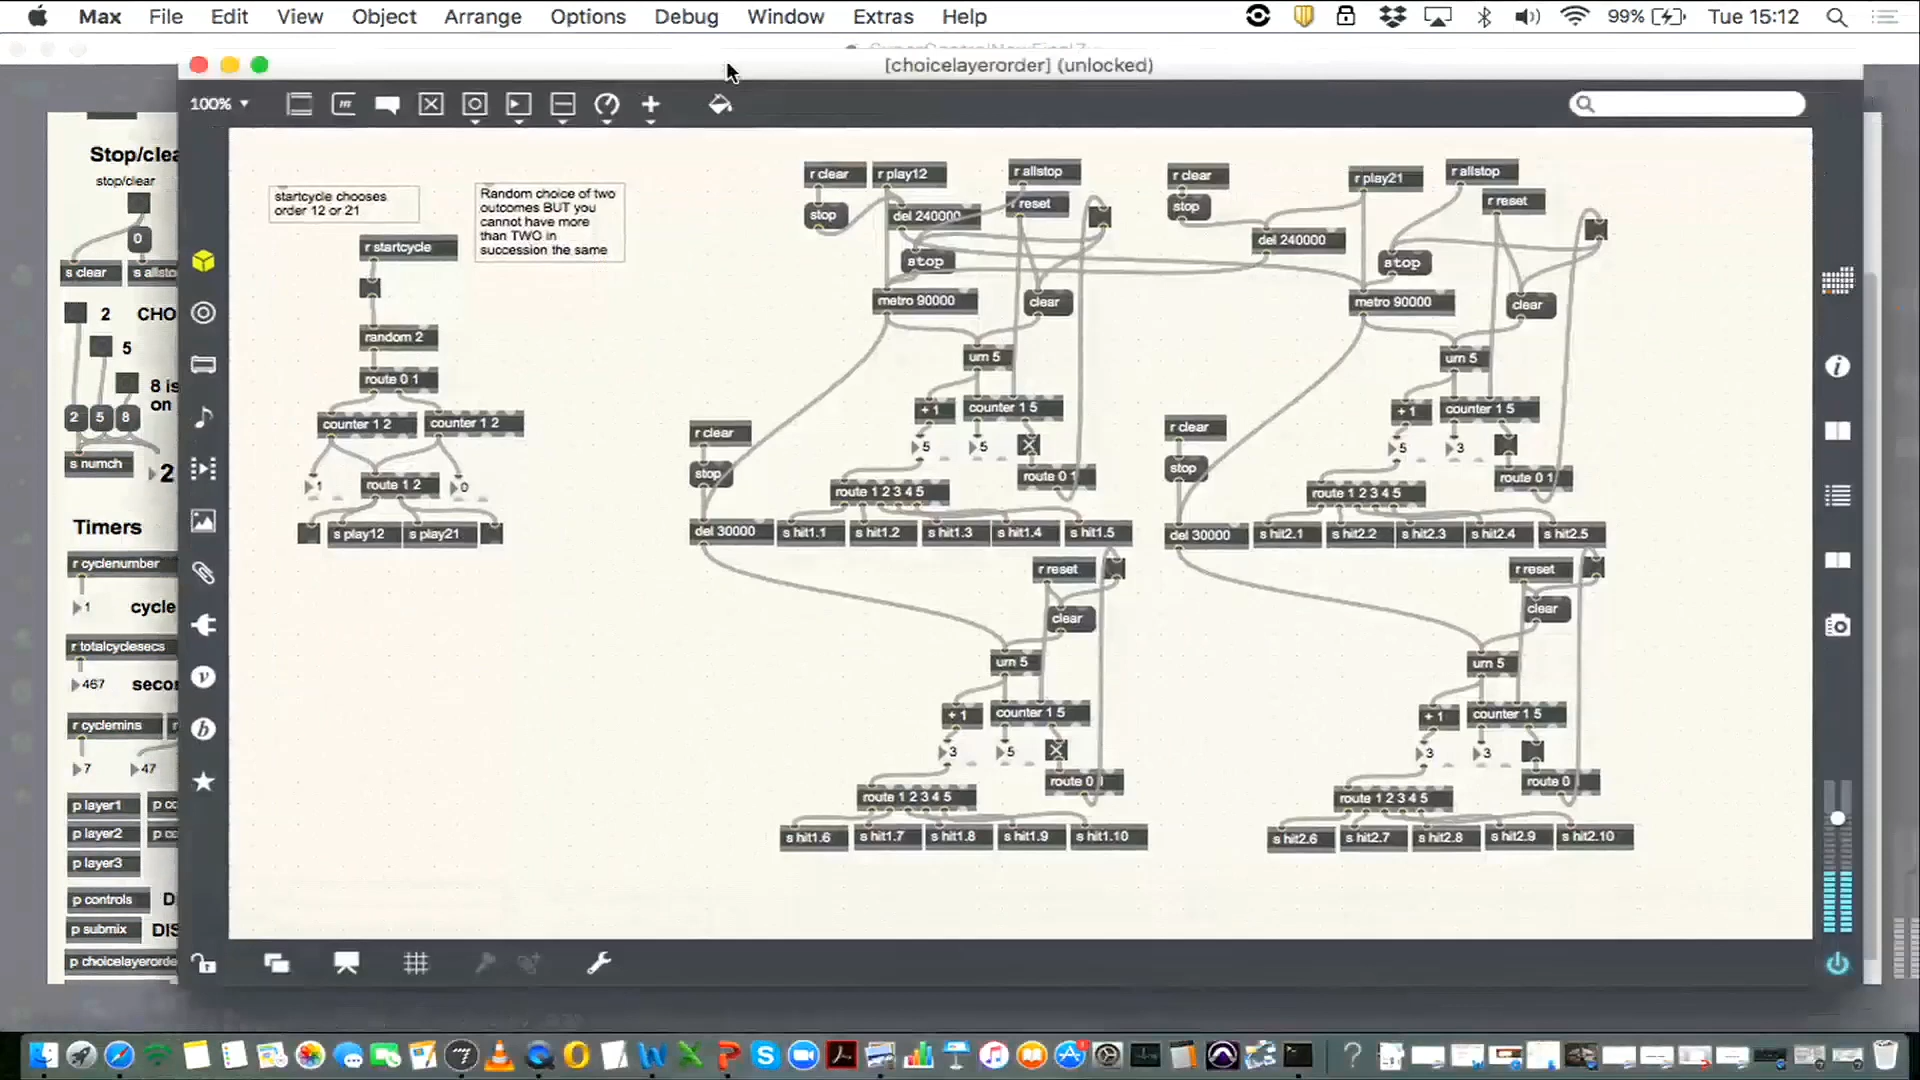 Max File Edit View Object Arrange Options Debug Window Extras Help 99% Tue 15:12
[choicelayerorder] (unlocked)
100%
Stop/clea
stop/clear
0
s clear
s allsto
2
CHO
5
8 is
on
2 5 8
s numch
2
Timers
r cyclenumber
1
cycle
r totalcyclesecs
467
secor
r cyclemins
7
47
p layer1
p co
p layer2
p co
p layer3
p controls
D
p submix
DIS
p choicelayerorde
startcycle chooses
order 12 or 21
Random choice of two
outcomes BUT you
cannot have more
than TWO in
succession the same
r startcycle
random 2
route 0 1
counter 1 2
counter 1 2
route 1 2
1
0
s play12
s play21
r clear
r play12
r allstop
stop
del 240000
r reset
stop
metro 90000
clear
urn 5
+ 1
counter 1 5
5
5
r clear
stop
route 0 1
route 1 2 3 4 5
del 30000
s hit1.1
s hit1.2
s hit1.3
s hit1.4
s hit1.5
r reset
clear
urn 5
+ 1
counter 1 5
3
5
route 0
route 1 2 3 4 5
s hit1.6
s hit1.7
s hit1.8
s hit1.9
s hit1.10
r clear
r play21
r allstop
stop
r reset
del 240000
stop
metro 90000
clear
urn 5
+ 1
counter 1 5
5
3
r clear
stop
route 0 1
route 1 2 3 4 5
del 30000
s hit2.1
s hit2.2
s hit2.3
s hit2.4
s hit2.5
r reset
clear
urn 5
+ 1
counter 1 5
3
3
route 0
route 1 2 3 4 5
s hit2.6
s hit2.7
s hit2.8
s hit2.9
s hit2.10